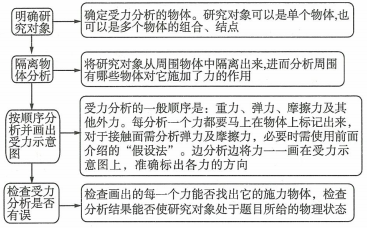 明确研
究对象
确定受力分析的物体。研究对象可以是单个物体,也
可以是多个物体的组合、结点
隔离物
体分析
将研究对象从周围物体中隔离出来,进而分析周围
有哪些物体对它施加了力的作用
按顺序分
析并画出
受力示意
图
受力分析的一般顺序是：重力、弹力、摩擦力及其
他外力。每分析一个力都要马上在物体上标记出来,
对于接触面需分析弹力及摩擦力，必要时需使用前面
介绍的“假设法”。边分析边将力一一画在受力示
意图上，准确标出各力的方向
检查受力
分析是否
有误
检查画出的每一个力能否找出它的施力物体，检查
分析结果能否使研究对象处于题目所给的物理状态